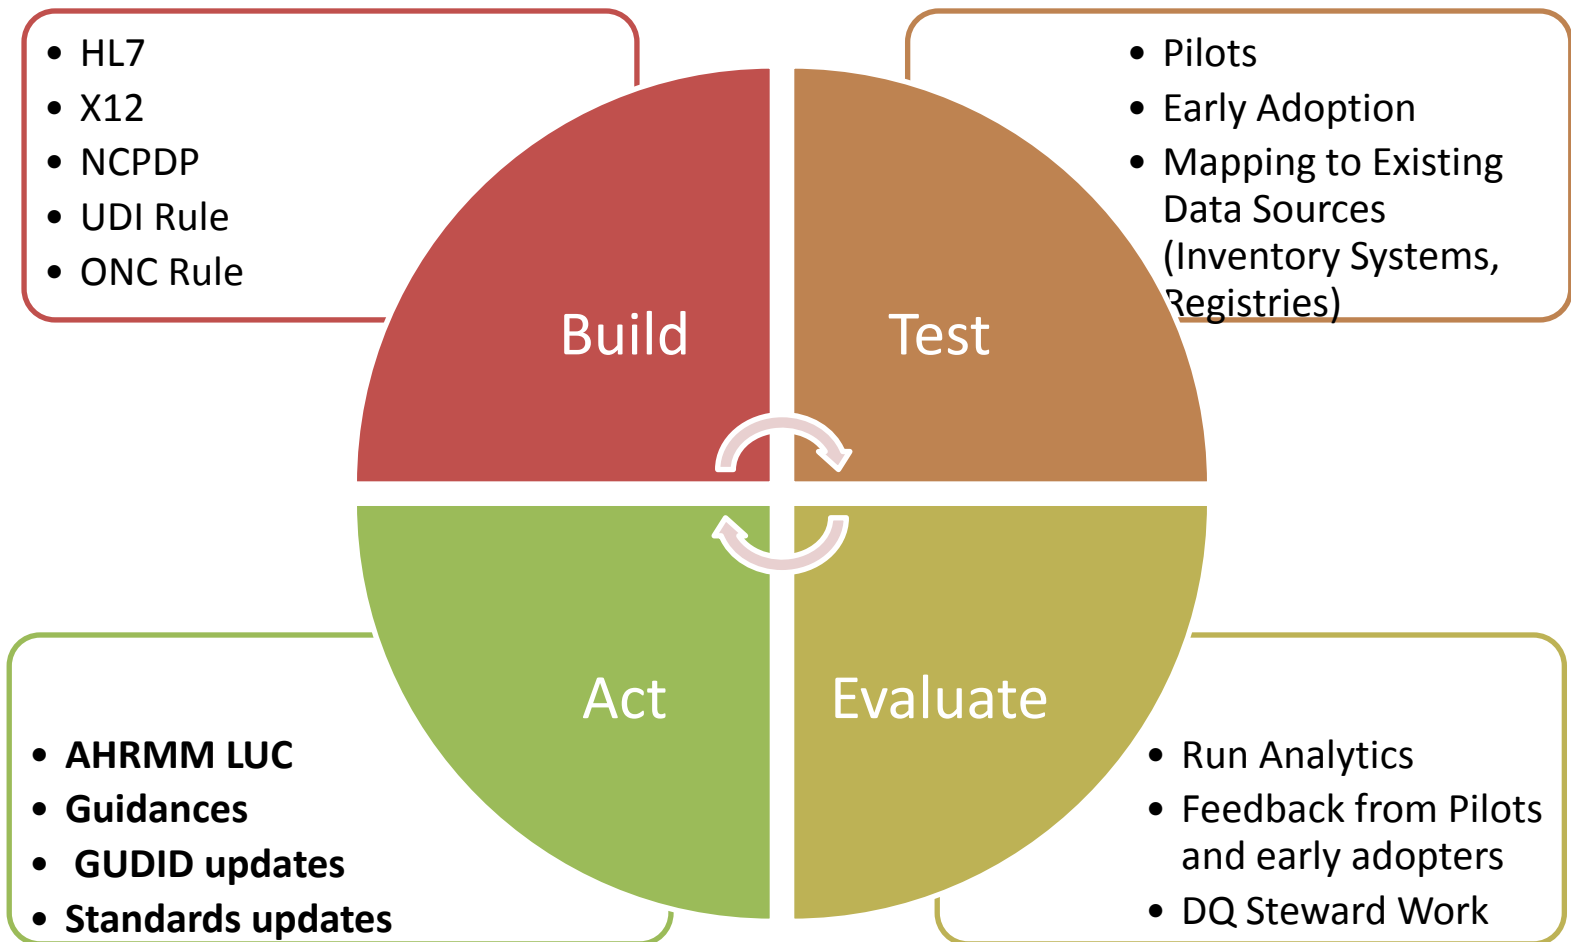 • HL7
• X12
• NCPDP
• UDI Rule
• ONC Rule
• Pilots
• Early Adoption
• Mapping to Existing
Data Sources
(Inventory Systems,
Registries)
Build
Test
Act
Evaluate
• AHRMM LUC
• Guidances
• GUDID updates
• Standards updates
• Run Analytics
• Feedback from Pilots
and early adopters
• DQ Steward Work